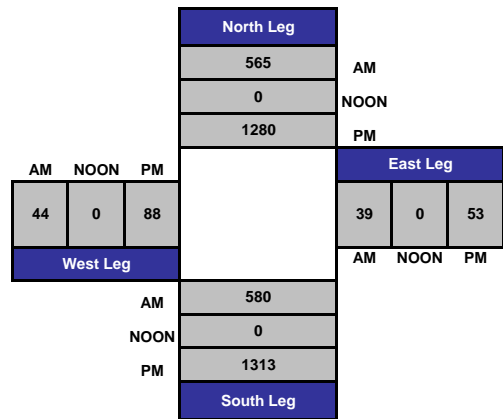 North Leg
565 AM
0 NOON
1280 PM
AM NOON PM
East Leg
44 0 88
39 0 53
West Leg
AM NOON PM
AM 580
NOON 0
PM 1313
South Leg